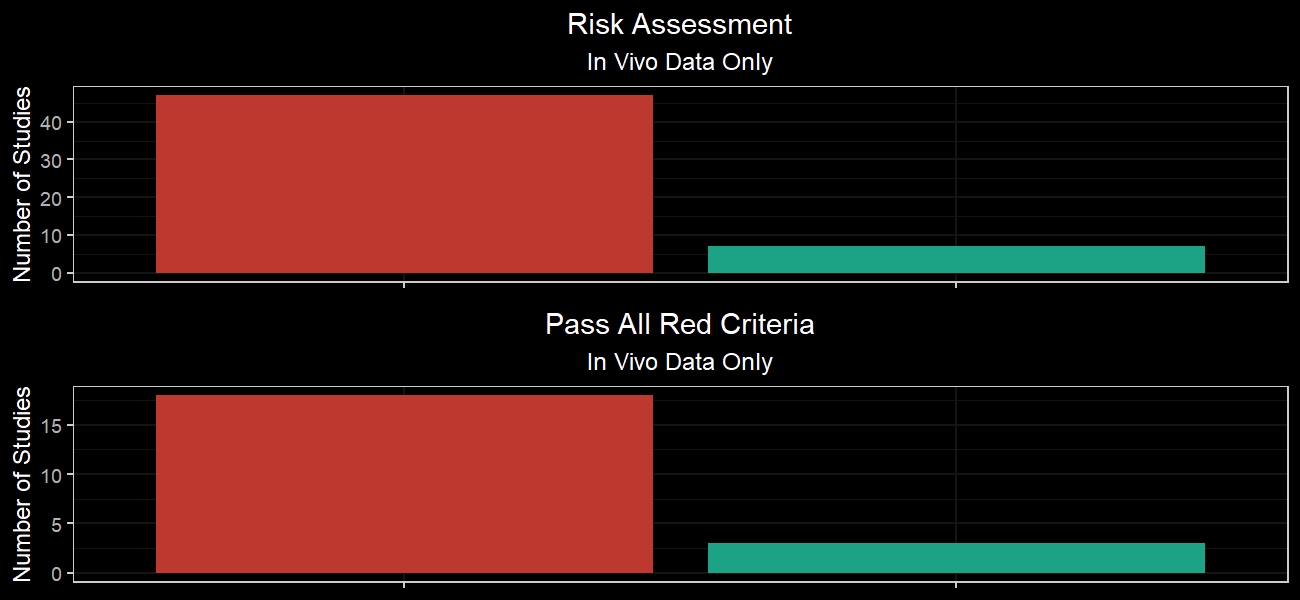 Risk Assessment
In Vivo Data Only
Number of Studies
40
30
20
10
0
Pass All Red Criteria
In Vivo Data Only
Number of Studies
15
10
5
0